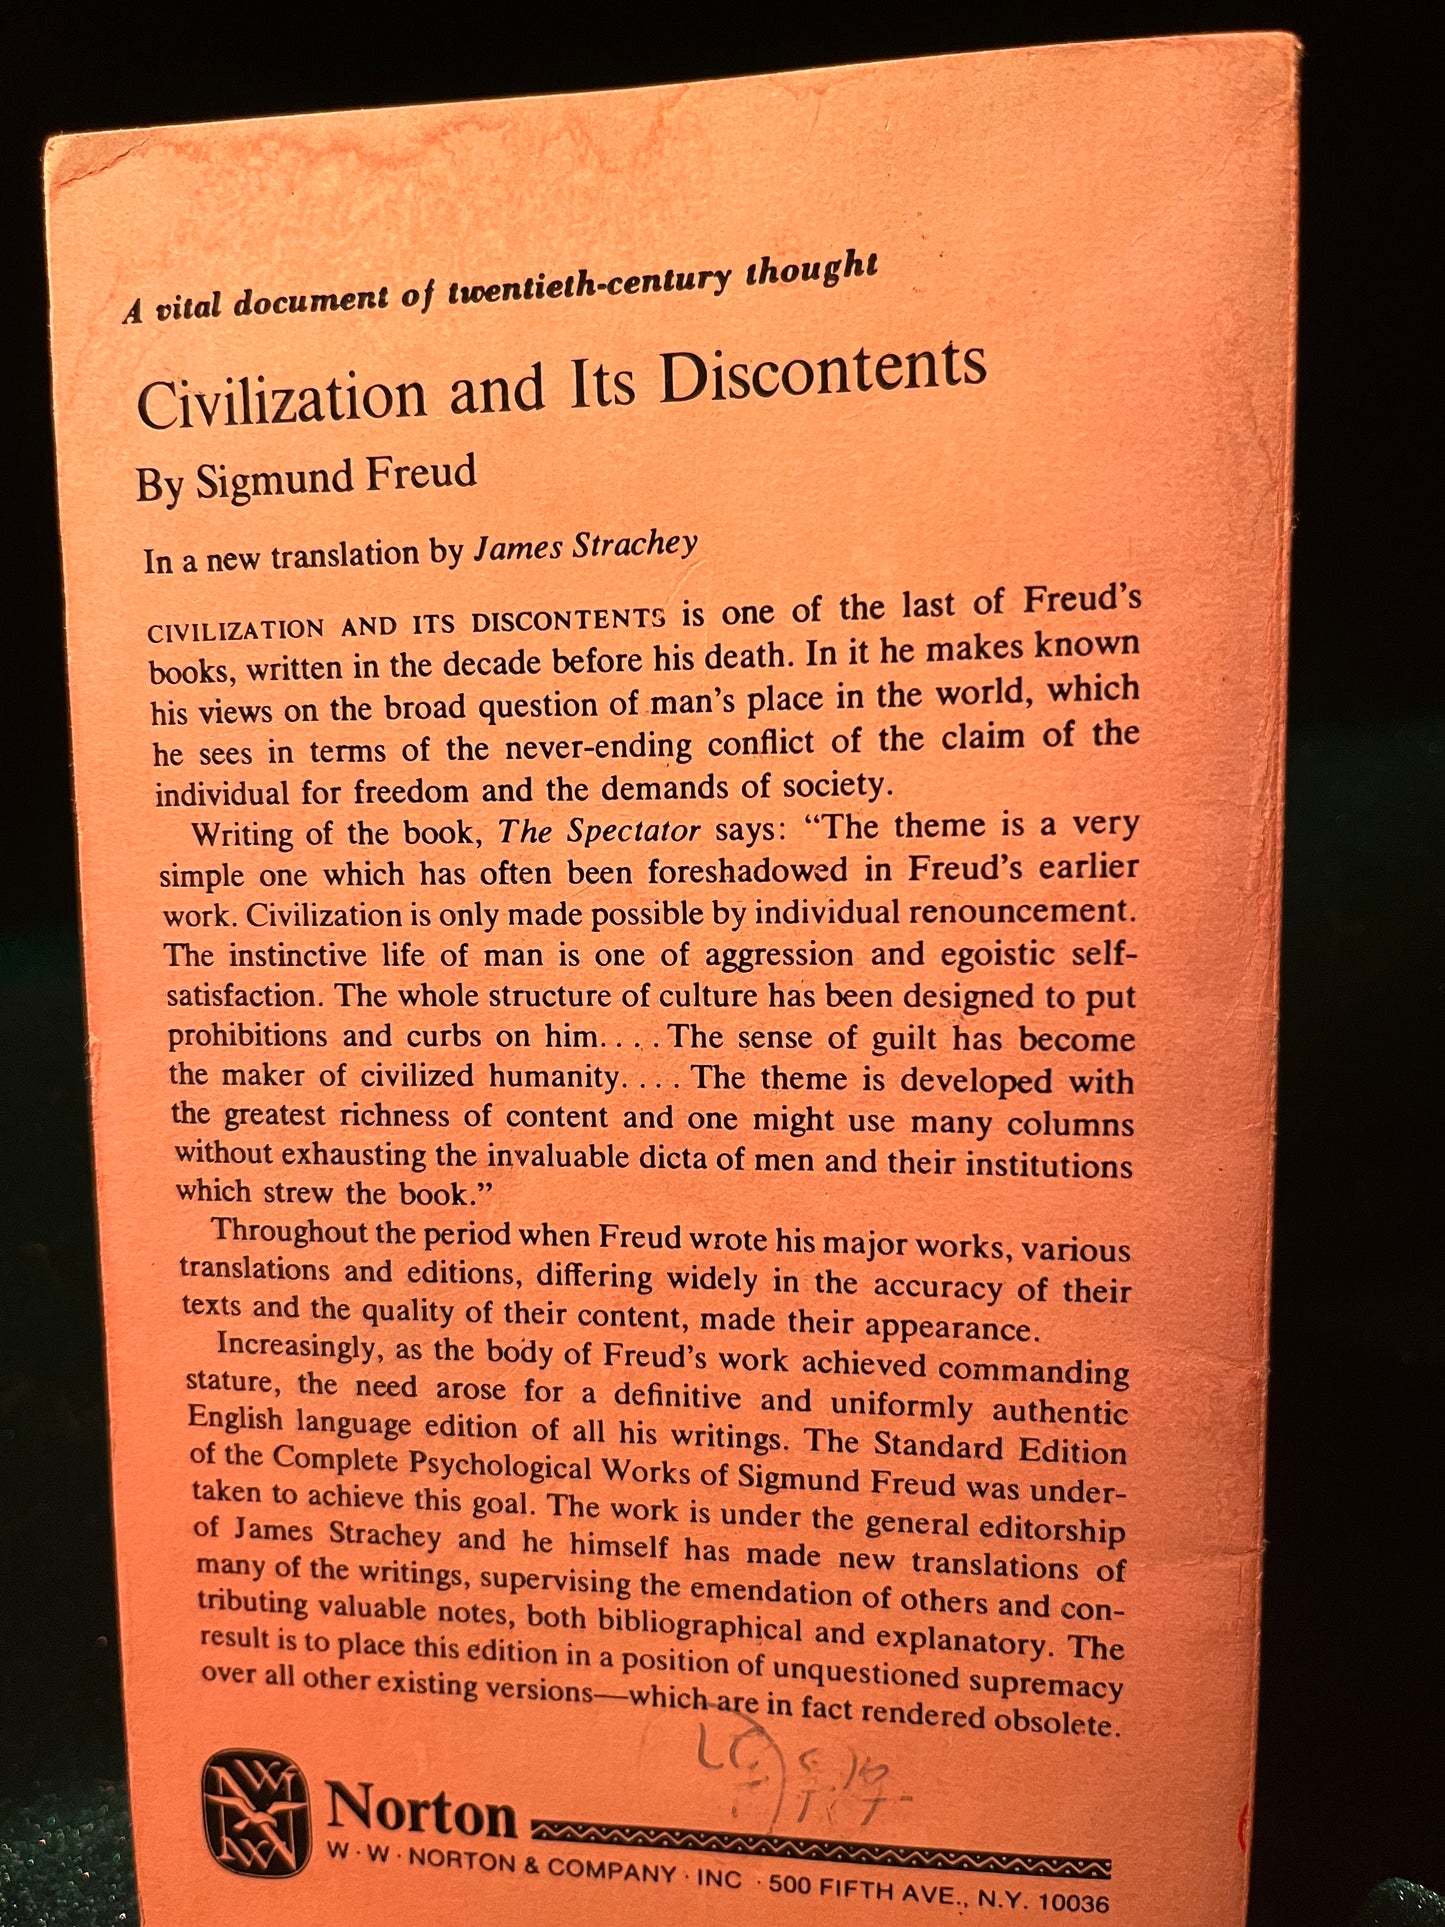 A vital document of twentieth-century thought
Civilization and Its Discontents
By Sigmund Freud
In a new translation by James Strachey
CIVILIZATION AND ITS DISCONTENTS is one of the last of Freud's
books, written in the decade before his death. In it he makes known
his views on the broad question of man's place in the world, which
he sees in terms of the never-ending conflict of the claim of the
individual for freedom and the demands of society.
Writing of the book, The Spectator says: “The theme is a very
simple one which has often been foreshadowed in Freud's earlier
work. Civilization is only made possible by individual renouncement.
The instinctive life of man is one of aggression and egoistic self-
satisfaction. The whole structure of culture has been designed to put
prohibitions and curbs on him. . . . The sense of guilt has become
the maker of civilized humanity. . . . The theme is developed with
the greatest richness of content and one might use many columns
without exhausting the invaluable dicta of men and their institutions
which strew the book.”
Throughout the period when Freud wrote his major works, various
translations and editions, differing widely in the accuracy of their
texts and the quality of their content, made their appearance.
Increasingly, as the body of Freud's work achieved commanding
stature, the need arose for a definitive and uniformly authentic
English language edition of all his writings. The Standard Edition
of the Complete Psychological Works of Sigmund Freud was under-
taken to achieve this goal. The work is under the general editorship
of James Strachey and he himself has made new translations of
many of the writings, supervising the emendation of others and con-
tributing valuable notes, both bibliographical and explanatory. The
result is to place this edition in a position of unquestioned supremacy
over all other existing versions—which are in fact rendered obsolete.
Norton
W · W · NORTON & COMPANY · INC · 500 FIFTH AVE., N.Y. 10036